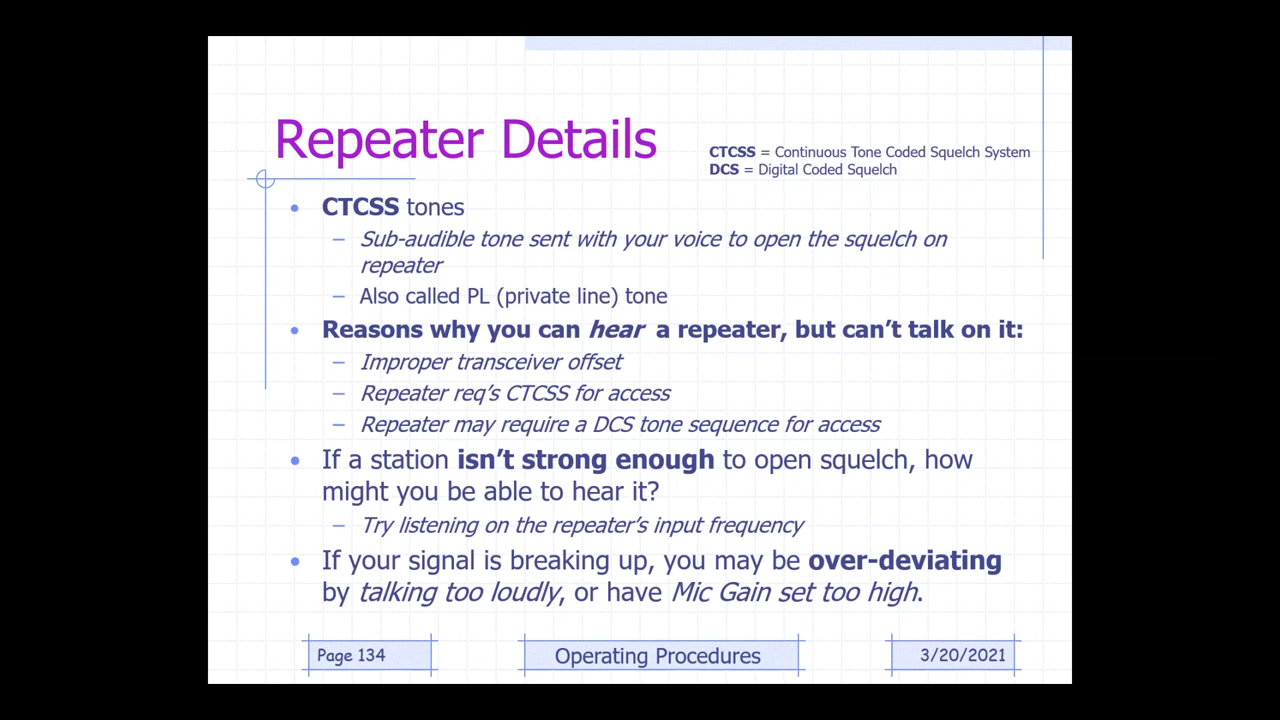 Repeater Details
CTCSS = Continuous Tone Coded Squelch System
DCS = Digital Coded Squelch
• CTCSS tones
– Sub-audible tone sent with your voice to open the squelch on
repeater
– Also called PL (private line) tone
• Reasons why you can hear a repeater, but can't talk on it:
– Improper transceiver offset
– Repeater req's CTCSS for access
– Repeater may require a DCS tone sequence for access
• If a station isn't strong enough to open squelch, how
might you be able to hear it?
– Try listening on the repeater's input frequency
• If your signal is breaking up, you may be over-deviating
by talking too loudly, or have Mic Gain set too high.
Page 134
Operating Procedures
3/20/2021